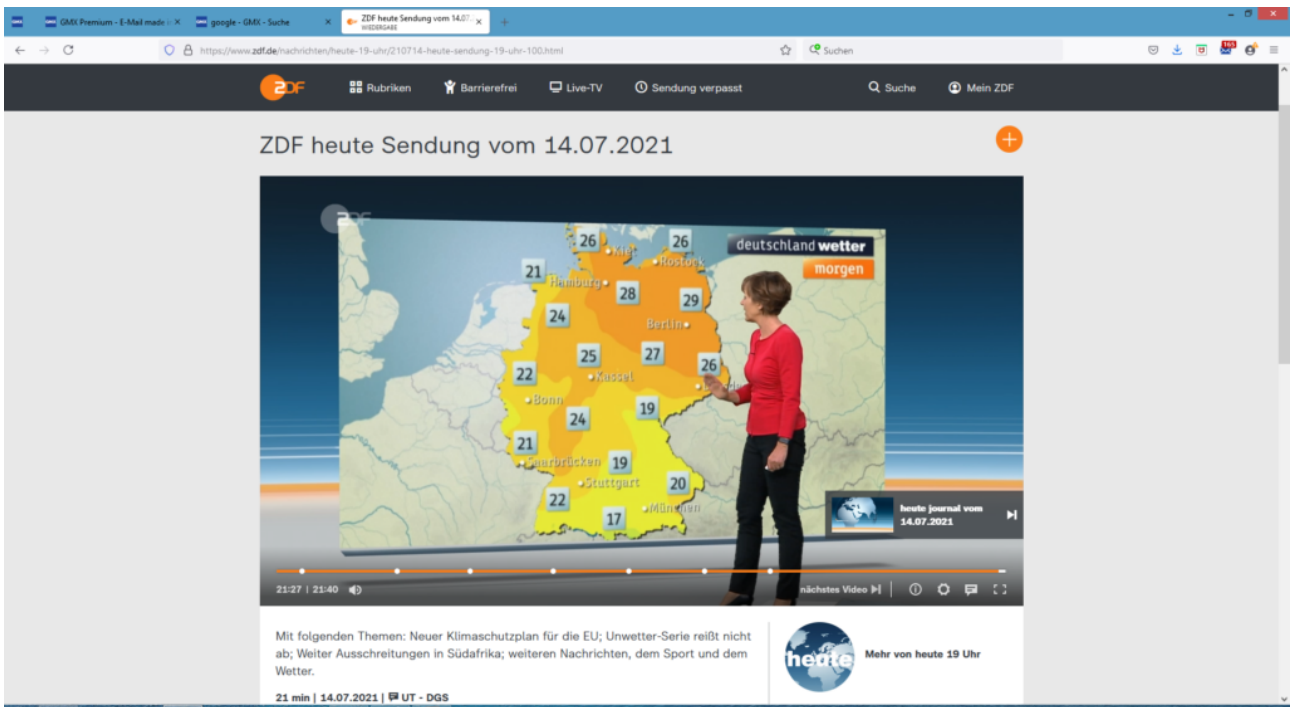 GMX Premium - E-Mail made in
google - GMX - Suche
ZDF heute Sendung vom 14.07.
WIEDERGABE
https://www.zdf.de/nachrichten/heute-19-uhr/210714-heute-sendung-19-uhr-100.html
Suchen
165
ZDF
Rubriken
Barrierefrei
Live-TV
Sendung verpasst
Suche
Mein ZDF
ZDF heute Sendung vom 14.07.2021
ZDF
deutschland wetter
morgen
26
Kiel
26
Rostock
21
Hamburg
28
29
24
Berlin
25
27
26
22
Kassel
Bonn
24
19
21
Saarbrücken
19
Stuttgart
20
22
München
17
heute journal vom
14.07.2021
21:27 | 21:40
nächstes Video
Mit folgenden Themen: Neuer Klimaschutzplan für die EU; Unwetter-Serie reißt nicht
ab; Weiter Ausschreitungen in Südafrika; weiteren Nachrichten, dem Sport und dem
Wetter.
21 min | 14.07.2021 | UT - DGS
heute
Mehr von heute 19 Uhr